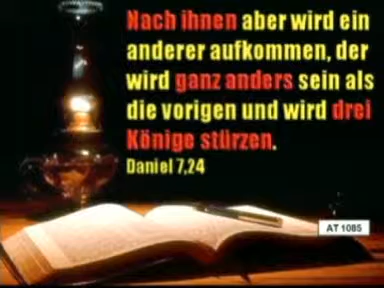 Nach ihnen aber wird ein
anderer aufkommen, der
wird ganz anders sein als
die vorigen und wird drei
Könige stürzen.
Daniel 7,24
AT 1085